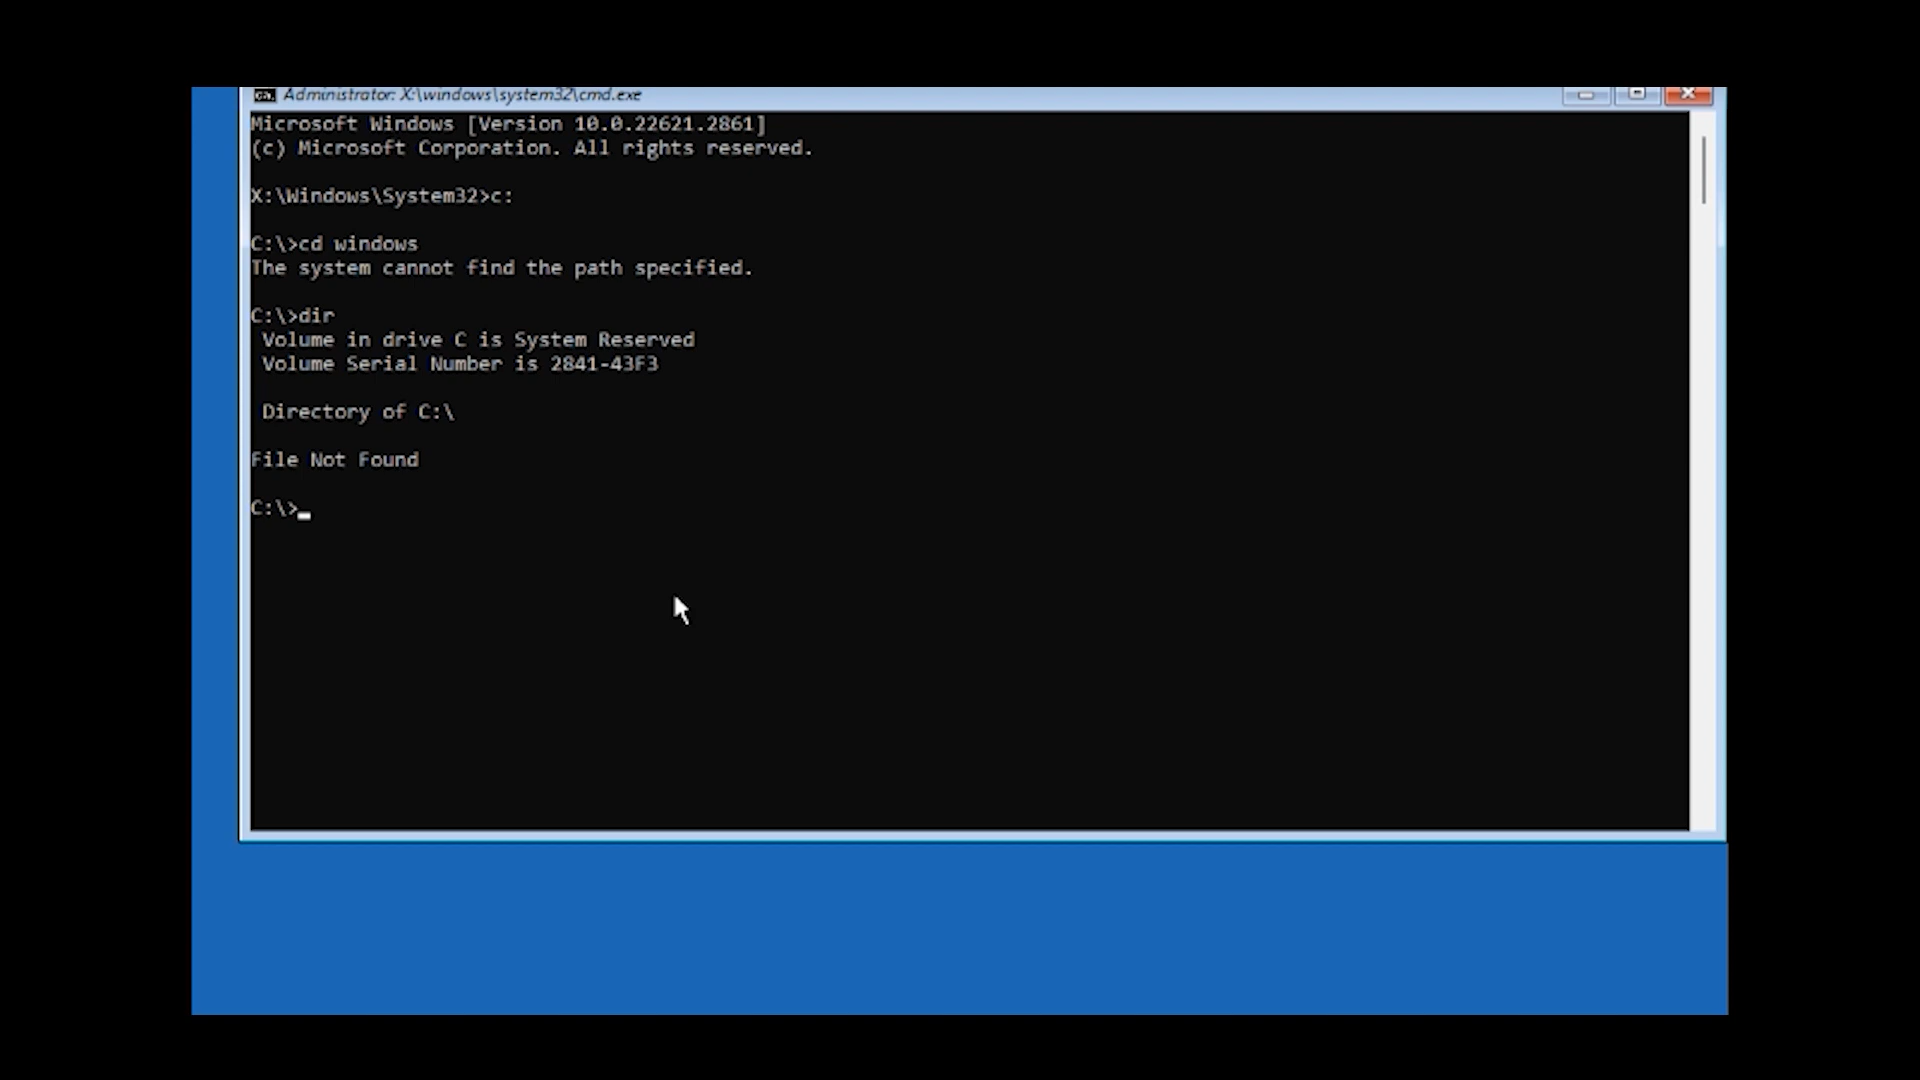 Administrator: X:\windows\system32\cmd.exe
Microsoft Windows [Version 10.0.22621.2861]
(c) Microsoft Corporation. All rights reserved.
X:\Windows\System32>c:
C:\>cd windows
The system cannot find the path specified.
C:\>dir
Volume in drive C is System Reserved
Volume Serial Number is 2841-43F3
Directory of C:\
File Not Found
C:\>